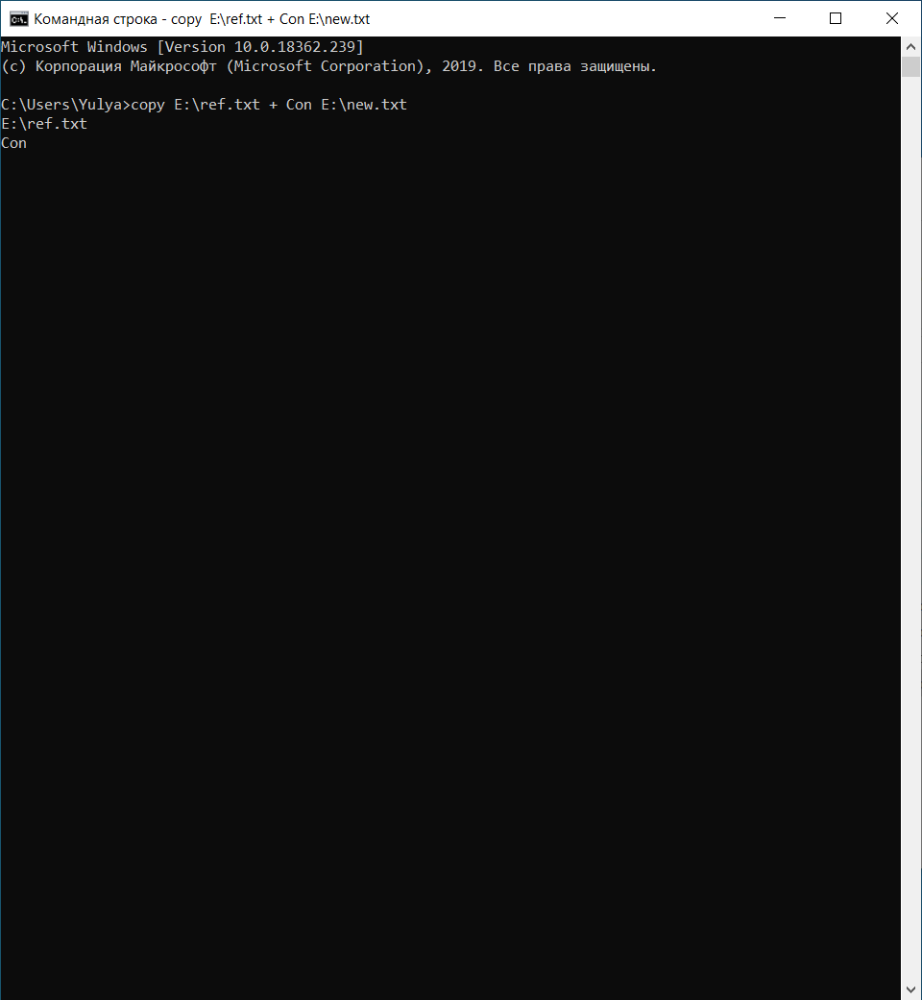 Командная строка - copy  E:\ref.txt + Con E:\new.txt
Microsoft Windows [Version 10.0.18362.239]
(c) Корпорация Майкрософт (Microsoft Corporation), 2019. Все права защищены.
C:\Users\Yulya>copy E:\ref.txt + Con E:\new.txt
E:\ref.txt
Con